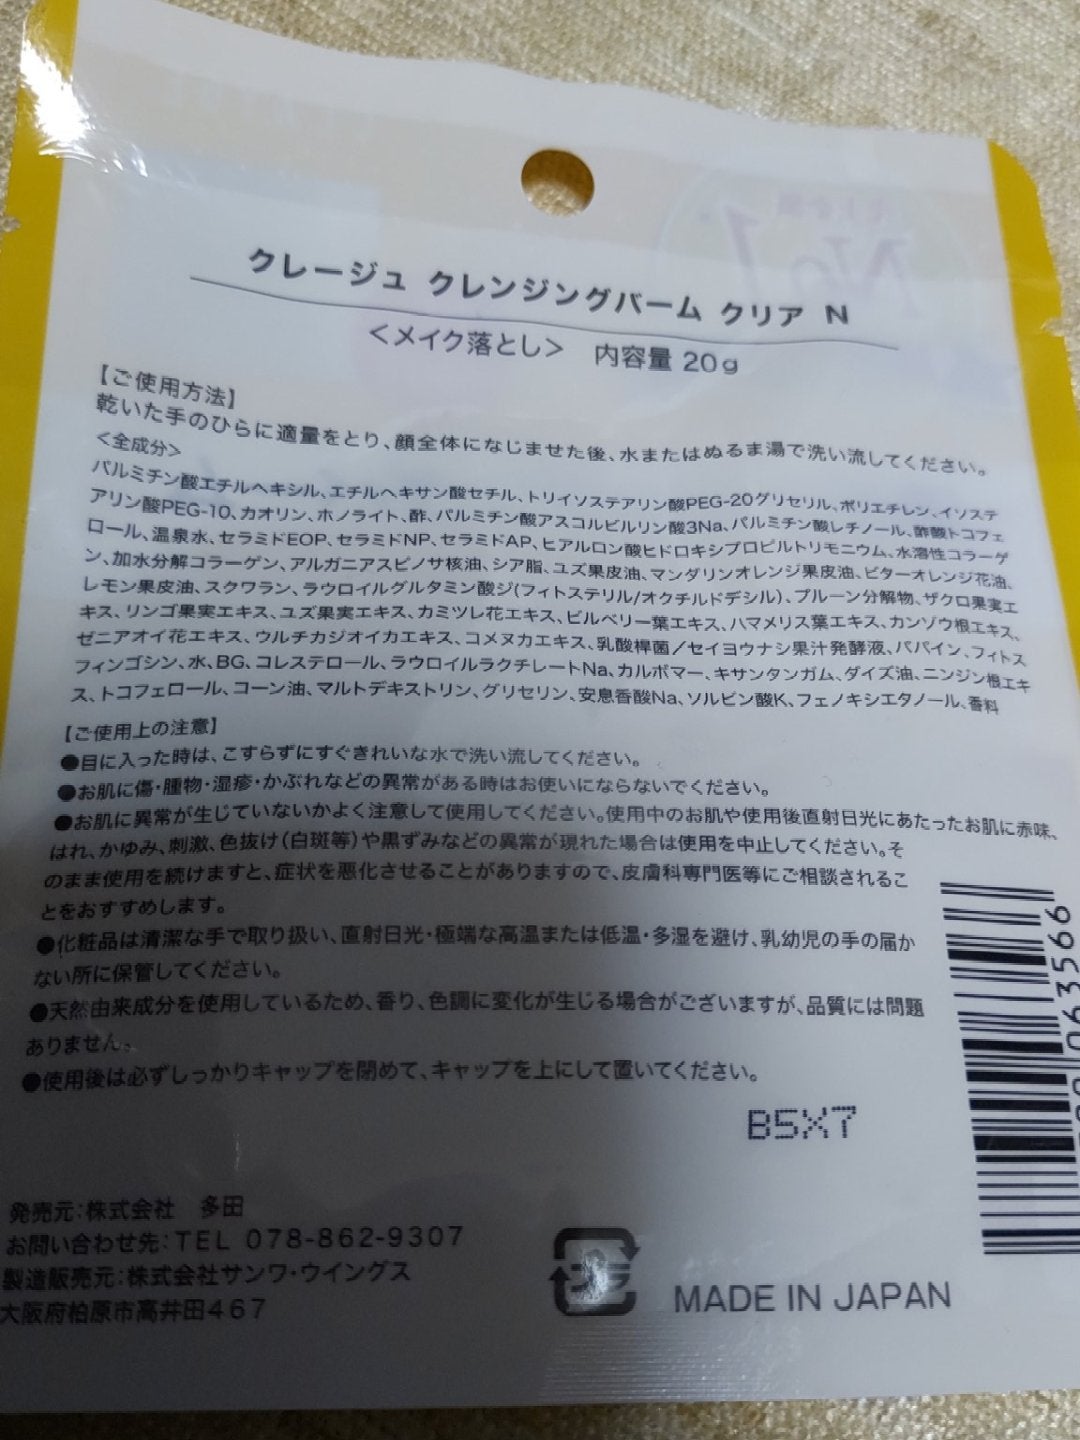 クレージュ クレンジングバーム クリア N
＜メイク落とし＞ 内容量 20g
【ご使用方法】
乾いた手のひらに適量をとり、顔全体になじませた後、水またはぬるま湯で洗い流してください。
＜全成分＞
パルミチン酸エチルヘキシル、エチルヘキサン酸セチル、トリイソステアリン酸PEG-20グリセリル、ポリエチレン、イソステ
アリン酸PEG-10、カオリン、ホノライト、酢、パルミチン酸アスコルビルリン酸3Na、パルミチン酸レチノール、酢酸トコフェ
ロール、温泉水、セラミドEOP、セラミドNP、セラミドAP、ヒアルロン酸ヒドロキシプロピルトリモニウム、水溶性コラーゲ
ン、加水分解コラーゲン、アルガニアスピノサ核油、シア脂、ユズ果皮油、マンダリンオレンジ果皮油、ビターオレンジ花油、
レモン果皮油、スクワラン、ラウロイルグルタミン酸ジ(フィトステリル/オクチルドデシル)、プルーン分解物、ザクロ果実エ
キス、リンゴ果実エキス、ユズ果実エキス、カミツレ花エキス、ビルベリー葉エキス、ハマメリス葉エキス、カンゾウ根エキス、
ゼニアオイ花エキス、ウルチカジオイカエキス、コメヌカエキス、乳酸桿菌／セイヨウナシ果汁発酵液、パパイン、フィトス
フィンゴシン、水、BG、コレステロール、ラウロイルラクチレートNa、カルボマー、キサンタンガム、ダイズ油、ニンジン根エキ
ス、トコフェロール、コーン油、マルトデキストリン、グリセリン、安息香酸Na、ソルビン酸K、フェノキシエタノール、香料
【ご使用上の注意】
●目に入った時は、こすらずにすぐきれいな水で洗い流してください。
●お肌に傷・腫物・湿疹・かぶれなどの異常がある時はお使いにならないでください。
●お肌に異常が生じていないかよく注意して使用してください。使用中のお肌や使用後直射日光にあたったお肌に赤味、
はれ、かゆみ、刺激、色抜け（白斑等）や黒ずみなどの異常が現れた場合は使用を中止してください。そ
のまま使用を続けますと、症状を悪化させることがありますので、皮膚科専門医等にご相談されるこ
とをおすすめします。
●化粧品は清潔な手で取り扱い、直射日光・極端な高温または低温・多湿を避け、乳幼児の手の届か
ない所に保管してください。
●天然由来成分を使用しているため、香り、色調に変化が生じる場合がございますが、品質には問題
ありません。
●使用後は必ずしっかりキャップを閉めて、キャップを上にして置いてください。
B5X7
発売元：株式会社 多田
お問い合わせ先：TEL 078-862-9307
製造販売元：株式会社サンワ・ウイングス
大阪府柏原市高井田467
MADE IN JAPAN
063566
No.1